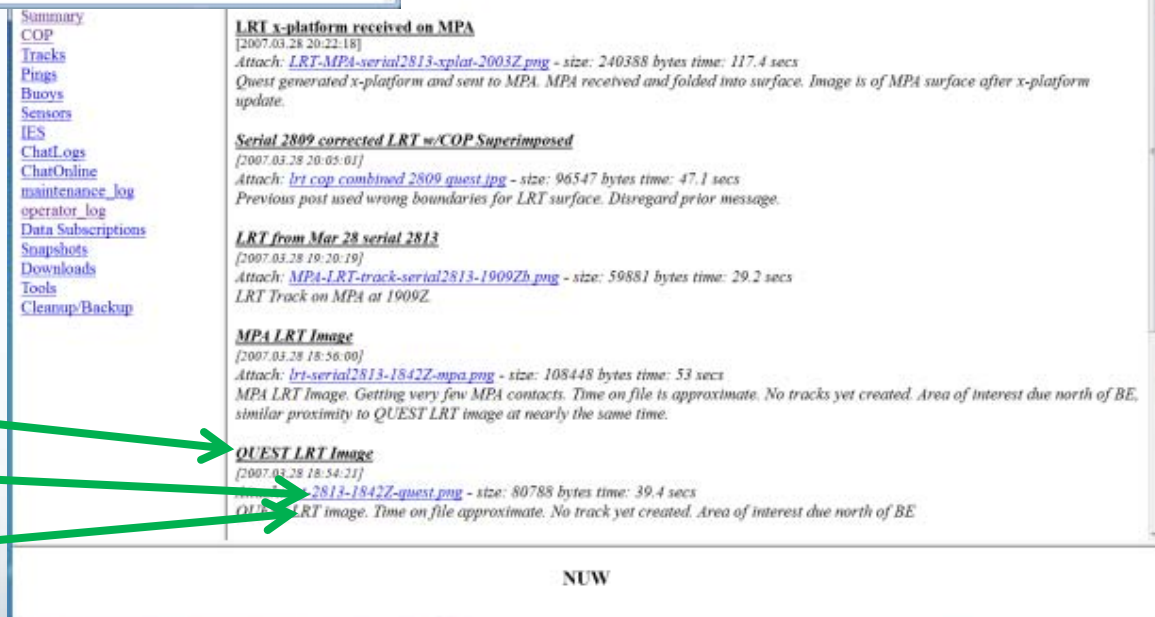 Summary
COP
Tracks
Pings
Buoys
Sensors
IES
ChatLogs
ChatOnline
maintenance_log
operator_log
Data Subscriptions
Snapshots
Downloads
Tools
Cleanup/Backup
LRT x-platform received on MPA
[2007.03.28 20:22:18]
Attach: LRT-MPA-serial2813-xplat-2003Z.png - size: 240388 bytes time: 117.4 secs
Quest generated x-platform and sent to MPA. MPA received and folded into surface. Image is of MPA surface after x-platform
update.
Serial 2809 corrected LRT w/COP Superimposed
[2007.03.28 20:05:01]
Attach: lrt cop combined 2809 quest.jpg - size: 96547 bytes time: 47.1 secs
Previous post used wrong boundaries for LRT surface. Disregard prior message.
LRT from Mar 28 serial 2813
[2007.03.28 19:20:19]
Attach: MPA-LRT-track-serial2813-1909Zb.png - size: 59881 bytes time: 29.2 secs
LRT Track on MPA at 1909Z
MPA LRT Image
[2007.03.28 18:56:00]
Attach: lrt-serial2813-1842Z-mpa.png - size: 108448 bytes time: 53 secs
MPA LRT Image. Getting very few MPA contacts. Time on file is approximate. No tracks yet created. Area of interest due north of BE,
similar proximity to QUEST LRT image at nearly the same time.
QUEST LRT Image
[2007.03.28 18:54:21]
2813-1842Z-quest.png - size: 80788 bytes time: 39.4 secs
LRT image. Time on file approximate. No track yet created. Area of interest due north of BE
NUW